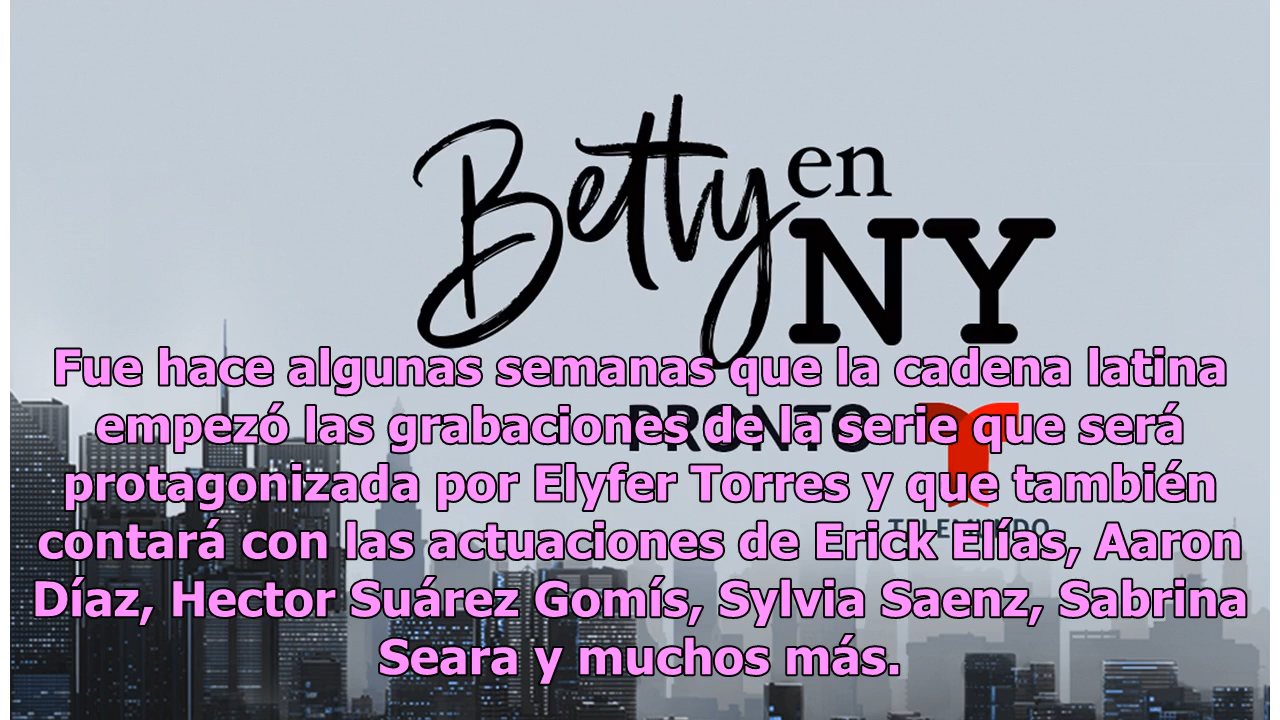 Betty en
NY
Fue hace algunas semanas que la cadena latina
PRONTO
empezó las grabaciones de la serie que será
protagonizada por Elyfer Torres y que también
TELEMUNDO
contará con las actuaciones de Erick Elías, Aaron
Díaz, Hector Suárez Gomís, Sylvia Saenz, Sabrina
Seara y muchos más.